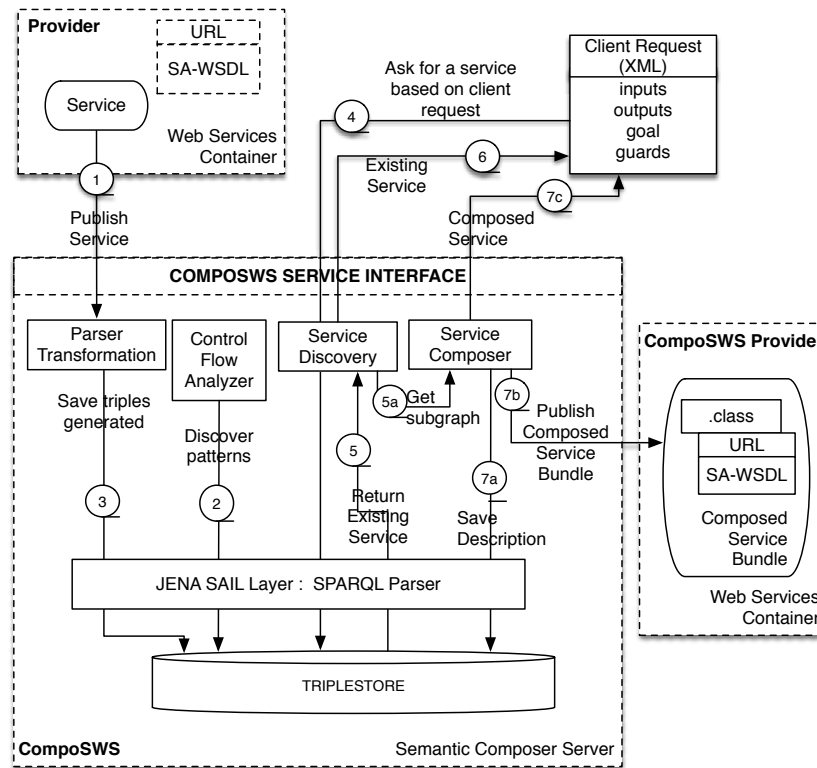 Provider
URL
SA-WSDL
Service
Web Services
Container
1
Publish
Service
Ask for a service
based on client
request
4
Client Request
(XML)
inputs
outputs
goal
guards
Existing
Service
6
Composed
Service
7c
COMPOSWS SERVICE INTERFACE
Parser
Transformation
Control
Flow
Analyzer
Service
Discovery
Service
Composer
Save triples
generated
Discover
patterns
5a
Get
subgraph
7b
Publish
Composed
Service
Bundle
3
2
5
7a
Return
Existing
Service
Save
Description
JENA SAIL Layer : SPARQL Parser
TRIPLESTORE
CompoSWS
Semantic Composer Server
CompoSWS Provide
.class
URL
SA-WSDL
Composed
Service
Bundle
Web Services
Container